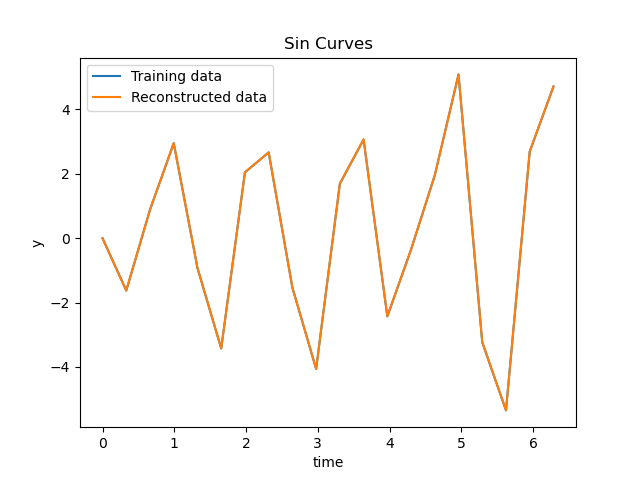 Sin Curves
Training data
Reconstructed data
4
2
0
−2
−4
y
0 1 2 3 4 5 6
time